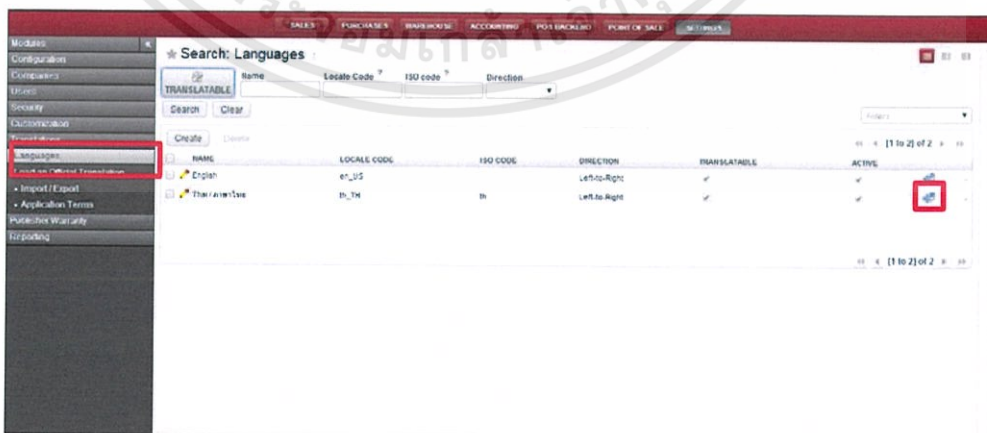 SALES PURCHASES WAREHOUSE ACCOUNTING POS BACKEND POINT OF SALE SETTINGS
Modules
Configuration
Companies
Users
Security
Customization
Translations
Languages
Load an Official Translation
• Import / Export
• Application Terms
Publisher Warranty
Reporting
Search: Languages
TRANSLATABLE Name Locale Code ? ISO code ? Direction
Search Clear
Filters
Create Delete [1 to 2] of 2
NAME LOCALE CODE ISO CODE DIRECTION TRANSLATABLE ACTIVE
English en_US Left-to-Right
Thai / ภาษาไทย th_TH th Left-to-Right
[1 to 2] of 2